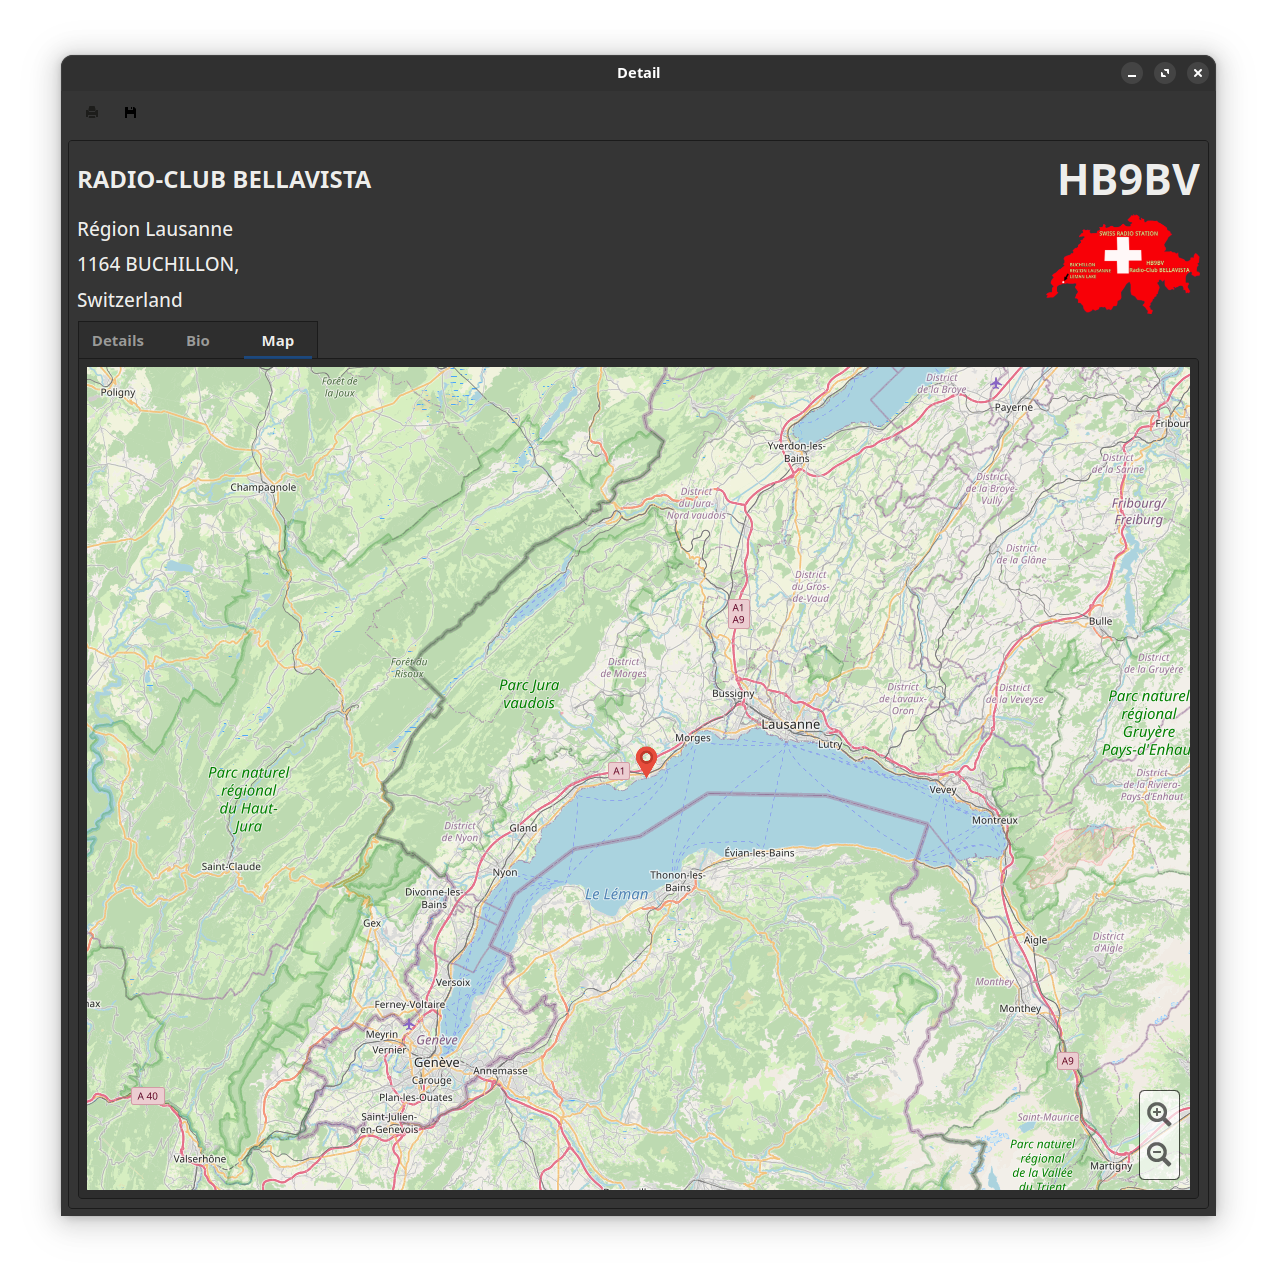 Detail
RADIO-CLUB BELLAVISTA
HB9BV
Région Lausanne
1164 BUCHILLON,
Switzerland
SWISS RADIO STATION
BUCHILLON
REGION LAUSANNE
LEMAN LAKE
HB9BV
Radio-Club BELLAVISTA
Details
Bio
Map
Poligny
Forêt de
la Joux
District
de la Broye
Payerne
Fribour
Yverdon-les-
Bains
District
de la Sarine
Champagnole
District
du Jura-
Nord vaudois
District
de la Broye-
Vully
Fribourg/
Freiburg
District
de la Glâne
District
du Gros-
de-Vaud
A1
A9
Bulle
Forêt du
Risoux
District
de Morges
District
de la Gruyère
Parc Jura
vaudois
Bussigny
District
de Lavaux-
Oron
District
de la Veveyse
Parc naturel
régional
Gruyère
Pays-d'Enhau
Lausanne
Morges
Lutry
A1
Parc naturel
régional
du Haut-
Jura
District
de la Riviera-
Pays-d'Enhaut
Vevey
Montreux
Gland
District
de Nyon
Évian-les-Bains
Saint-Claude
Nyon
Thonon-les-
Bains
Le Léman
Divonne-les-
Bains
Gex
Aigle
District
d'Aigle
Versoix
Monthey
max
Ferney-Voltaire
Monthey
Meyrin
Vernier
Genève
Genève
Annemasse
A9
Carouge
A 40
Plan-les-Ouates
Saint-Julien-
en-Genevois
Saint-Maurice
Valserhône
Parc naturel
régional
de la Vallée
du Trient
Martigny